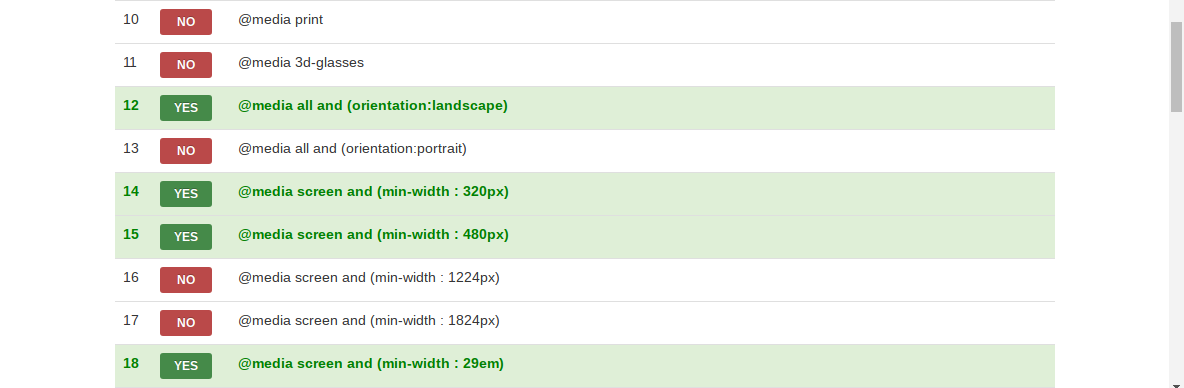 10 NO @media print
11 NO @media 3d-glasses
12 YES @media all and (orientation:landscape)
13 NO @media all and (orientation:portrait)
14 YES @media screen and (min-width : 320px)
15 YES @media screen and (min-width : 480px)
16 NO @media screen and (min-width : 1224px)
17 NO @media screen and (min-width : 1824px)
18 YES @media screen and (min-width : 29em)